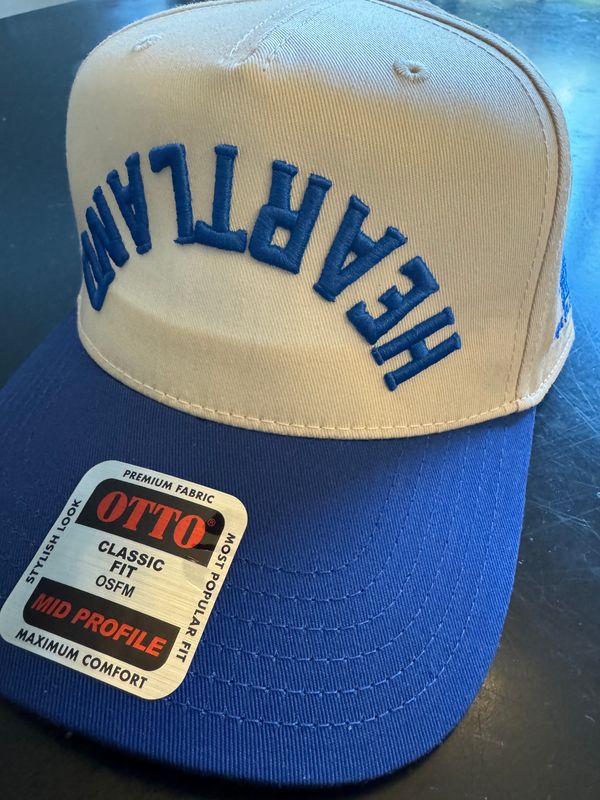 HEARTLAND
PREMIUM FABRIC
OTTO®
CLASSIC
FIT
OSFM
MID PROFILE
MAXIMUM COMFORT
STYLISH LOOK
MOST POPULAR FIT